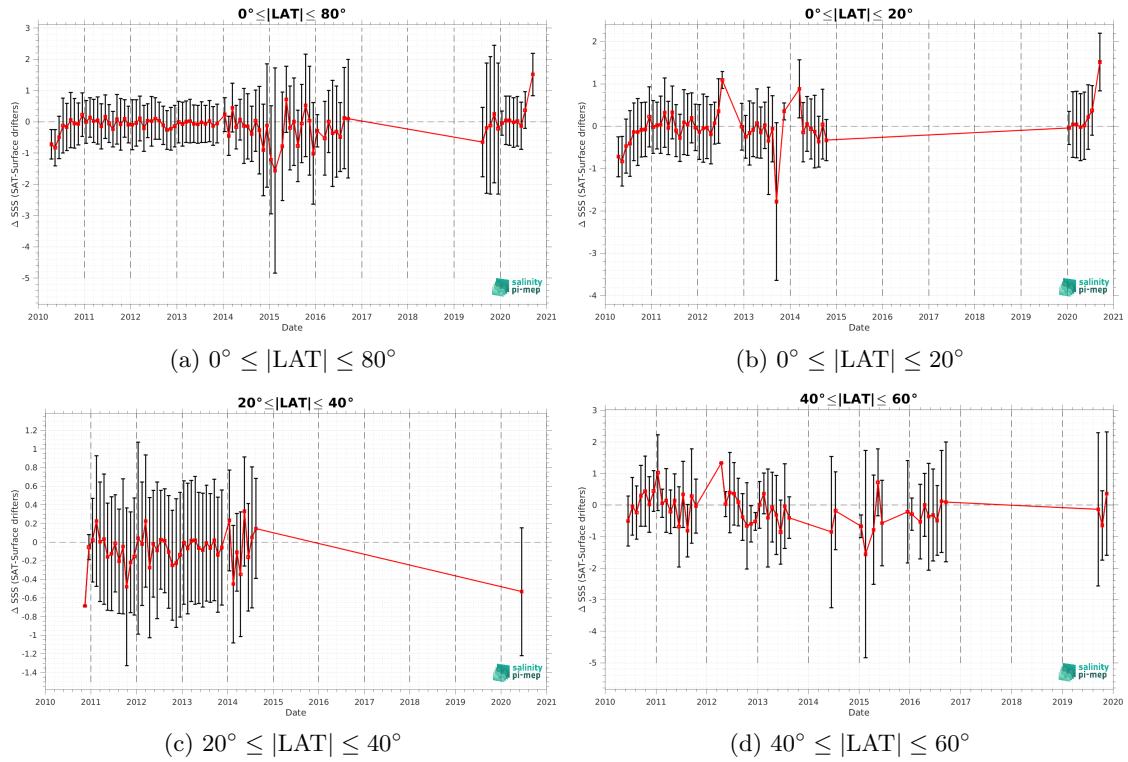 0°≤|LAT|≤ 80°
Δ SSS (SAT-Surface drifters)
3
2
1
0
-1
-2
-3
-4
-5
salinity
pi-mep
2010 2011 2012 2013 2014 2015 2016 2017 2018 2019 2020 2021
Date
(a) 0° ≤ |LAT| ≤ 80°
0°≤|LAT|≤ 20°
Δ SSS (SAT-Surface drifters)
2
1
0
-1
-2
-3
-4
salinity
pi-mep
2010 2011 2012 2013 2014 2015 2016 2017 2018 2019 2020 2021
Date
(b) 0° ≤ |LAT| ≤ 20°
20°≤|LAT|≤ 40°
Δ SSS (SAT-Surface drifters)
1.2
1
0.8
0.6
0.4
0.2
0
-0.2
-0.4
-0.6
-0.8
-1
-1.2
-1.4
salinity
pi-mep
2010 2011 2012 2013 2014 2015 2016 2017 2018 2019 2020 2021
Date
(c) 20° ≤ |LAT| ≤ 40°
40°≤|LAT|≤ 60°
Δ SSS (SAT-Surface drifters)
3
2
1
0
-1
-2
-3
-4
-5
salinity
pi-mep
2010 2011 2012 2013 2014 2015 2016 2017 2018 2019 2020
Date
(d) 40° ≤ |LAT| ≤ 60°